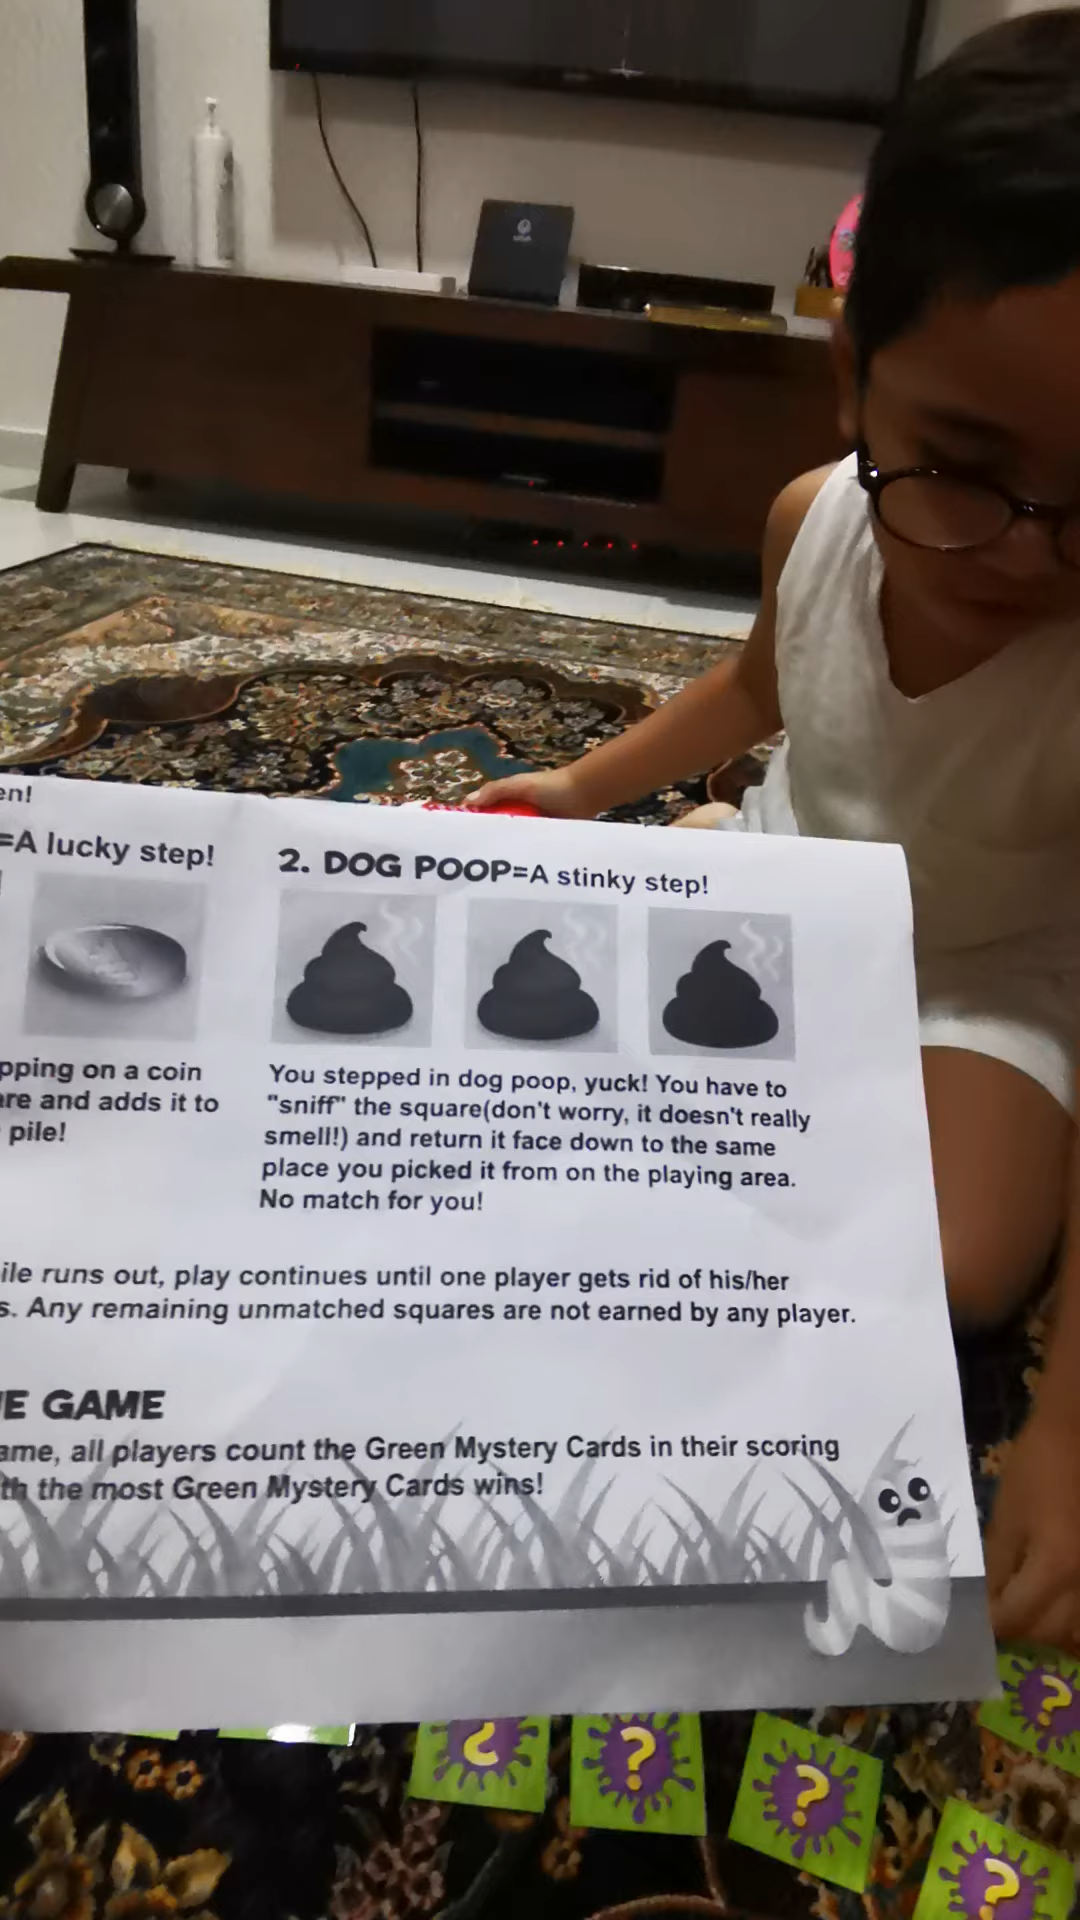 en!
=A lucky step!
pping on a coin
are and adds it to
pile!
2. DOG POOP=A stinky step!
You stepped in dog poop, yuck! You have to
"sniff" the square(don't worry, it doesn't really
smell!) and return it face down to the same
place you picked it from on the playing area.
No match for you!
ile runs out, play continues until one player gets rid of his/her
s. Any remaining unmatched squares are not earned by any player.
E GAME
ame, all players count the Green Mystery Cards in their scoring
th the most Green Mystery Cards wins!
? ? ? ?
?